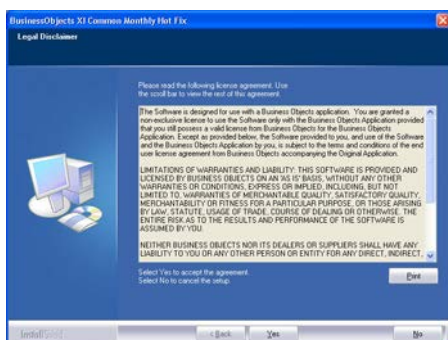 BusinessObjects XI Common Monthly Hot Fix
Legal Disclaimer
Please read the following license agreement. Use
the scroll bar to view the rest of this agreement.
The Software is designed for use with a Business Objects application. You are granted a
non-exclusive license to use the Software only with the Business Objects Application provided
that you still possess a valid license from Business Objects for the Business Objects
Application. Except as provided below, the Software provided to you, and use of the Software
and the Business Objects Application by you, is subject to the terms and conditions of the end
user license agreement from Business Objects accompanying the Original Application.
LIMITATIONS OF WARRANTIES AND LIABILITY: THIS SOFTWARE IS PROVIDED AND
LICENSED BY BUSINESS OBJECTS ON AN 'AS IS' BASIS, WITHOUT ANY OTHER
WARRANTIES OR CONDITIONS, EXPRESS OR IMPLIED, INCLUDING, BUT NOT
LIMITED TO, WARRANTIES OF MERCHANTABLE QUALITY, SATISFACTORY QUALITY,
MERCHANTABILITY OR FITNESS FOR A PARTICULAR PURPOSE, OR THOSE ARISING
BY LAW, STATUTE, USAGE OF TRADE, COURSE OF DEALING OR OTHERWISE. THE
ENTIRE RISK AS TO THE RESULTS AND PERFORMANCE OF THE SOFTWARE IS
ASSUMED BY YOU.
NEITHER BUSINESS OBJECTS NOR ITS DEALERS OR SUPPLIERS SHALL HAVE ANY
LIABILITY TO YOU OR ANY OTHER PERSON OR ENTITY FOR ANY DIRECT, INDIRECT,
Select Yes to accept the agreement.
Select No to cancel the setup.
Print
InstallShield
< Back
Yes
No